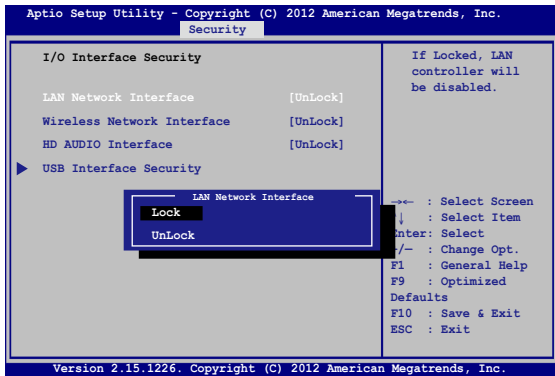 Aptio Setup Utility - Copyright (C) 2012 American Megatrends, Inc.
Security
I/O Interface Security
LAN Network Interface [UnLock]
Wireless Network Interface [UnLock]
HD AUDIO Interface [UnLock]
USB Interface Security
LAN Network Interface
Lock
UnLock
If Locked, LAN
controller will
be disabled.
→← : Select Screen
↓ : Select Item
nter: Select
/— : Change Opt.
F1 : General Help
F9 : Optimized
Defaults
F10 : Save & Exit
ESC : Exit
Version 2.15.1226. Copyright (C) 2012 American Megatrends, Inc.